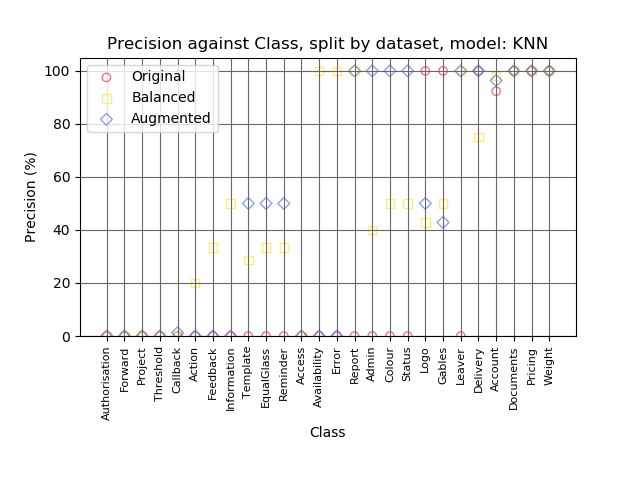 Precision against Class, split by dataset, model: KNN
Original
Balanced
Augmented
Precision (%)
100
80
60
40
20
0
Authorisation
Forward
Project
Threshold
Callback
Action
Feedback
Information
Template
EqualGlass
Reminder
Access
Availability
Error
Report
Admin
Colour
Status
Logo
Gables
Leaver
Delivery
Account
Documents
Pricing
Weight
Class